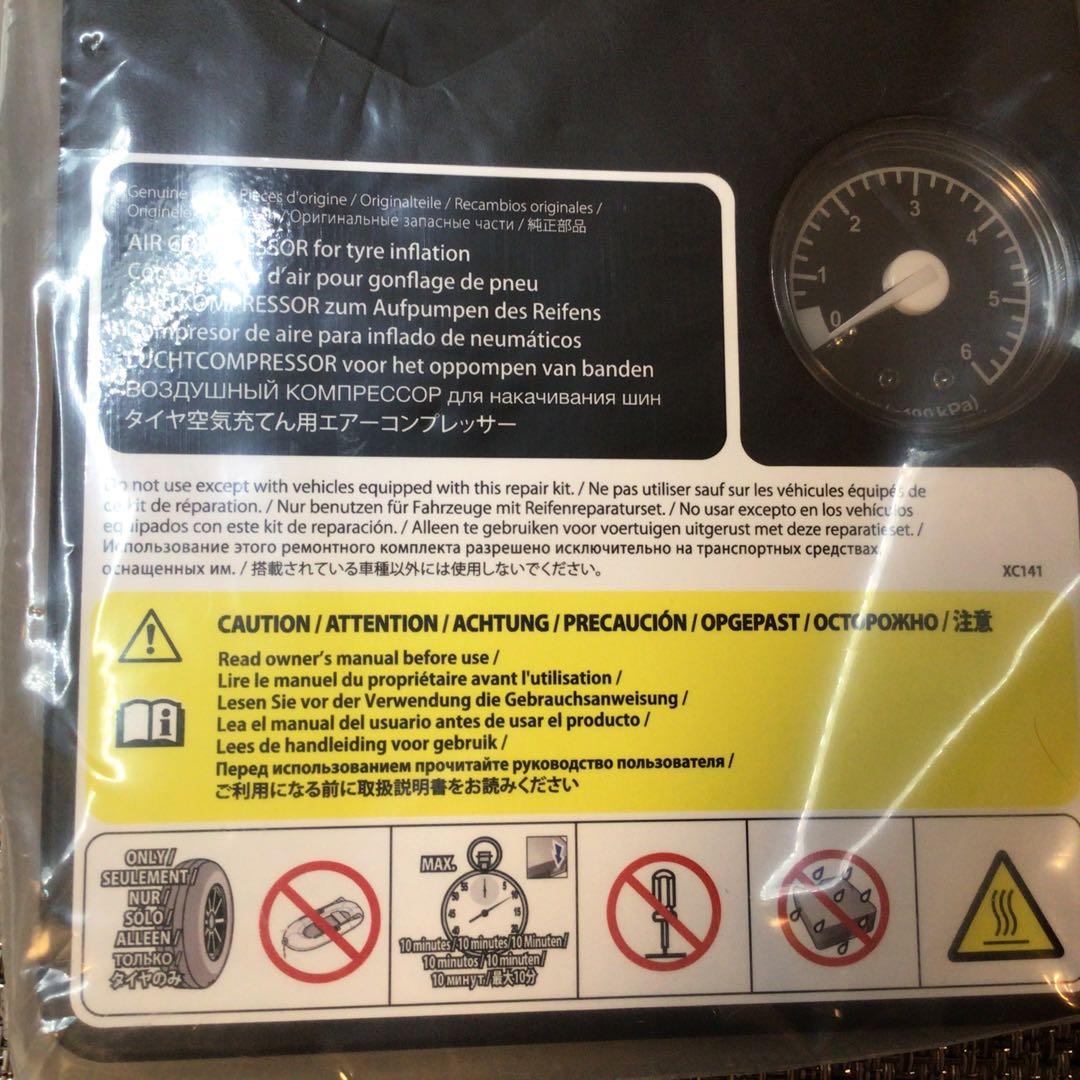 Genuine / Pièces d'origine / Originalteile / Recambios originales /
Оригинальные запасные части / 純正部品
AIR COMPRESSOR for tyre inflation
d'air pour gonflage de pneu
LUFTKOMPRESSOR zum Aufpumpen des Reifens
Compresor de aire para inflado de neumáticos
LUCHTCOMPRESSOR voor het oppompen van banden
ВОЗДУШНЫЙ КОМПРЕССОР для накачивания шин
タイヤ空気充てん用エアーコンプレッサー
0 1 2 3 4 5 6
(×100 kPa)
Do not use except with vehicles equipped with this repair kit. / Ne pas utiliser sauf sur les véhicules équipés de
ce kit de réparation. / Nur benutzen für Fahrzeuge mit Reifenreparaturset. / No usar excepto en los vehículos
equipados con este kit de reparación. / Alleen te gebruiken voor voertuigen uitgerust met deze reparatieset. /
Использование этого ремонтного комплекта разрешено исключительно на транспортных средствах,
оснащенных им. / 搭載されている車種以外には使用しないでください。
XC141
CAUTION / ATTENTION / ACHTUNG / PRECAUCIÓN / OPGEPAST / ОСТОРОЖНО / 注意
Read owner's manual before use /
Lire le manuel du propriétaire avant l'utilisation /
Lesen Sie vor der Verwendung die Gebrauchsanweisung /
Lea el manual del usuario antes de usar el producto /
Lees de handleiding voor gebruik /
Перед использованием прочитайте руководство пользователя /
ご利用になる前に取扱説明書をお読みください
ONLY /
SEULEMENT /
NUR /
SÓLO /
ALLEEN /
ТОЛЬКО /
タイヤのみ
MAX.
10 minutes / 10 minutes / 10 Minuten /
10 minutos / 10 minuten /
10 минут / 最大10分